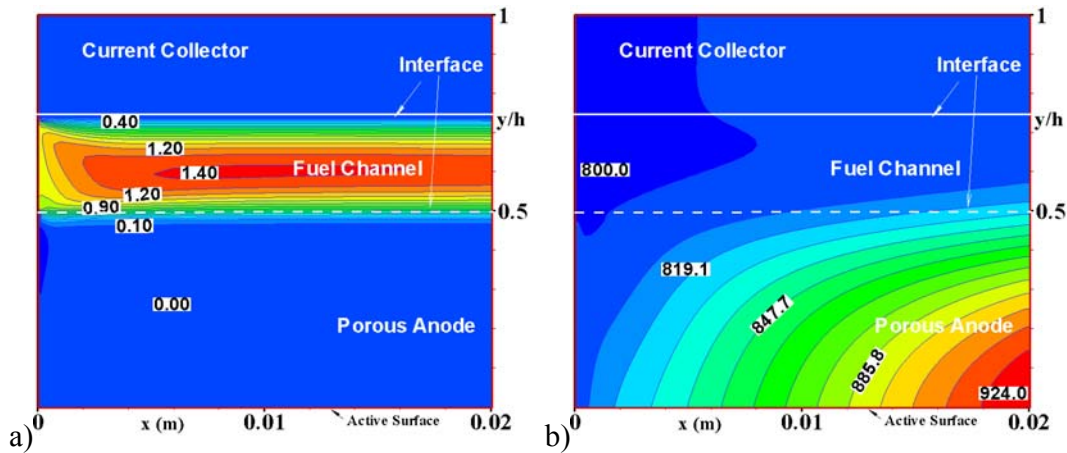 1
Current Collector
Interface
0.40
y/h
1.20
Fuel Channel
1.40
1.20
0.90
0.5
0.10
0.00
Porous Anode
0
x (m)
0.01
Active Surface
0.02
a)
1
Current Collector
Interface
y/h
800.0
Fuel Channel
0.5
819.1
847.7
Porous Anode
885.8
924.0
0
x (m)
0.01
Active Surface
0.02
b)